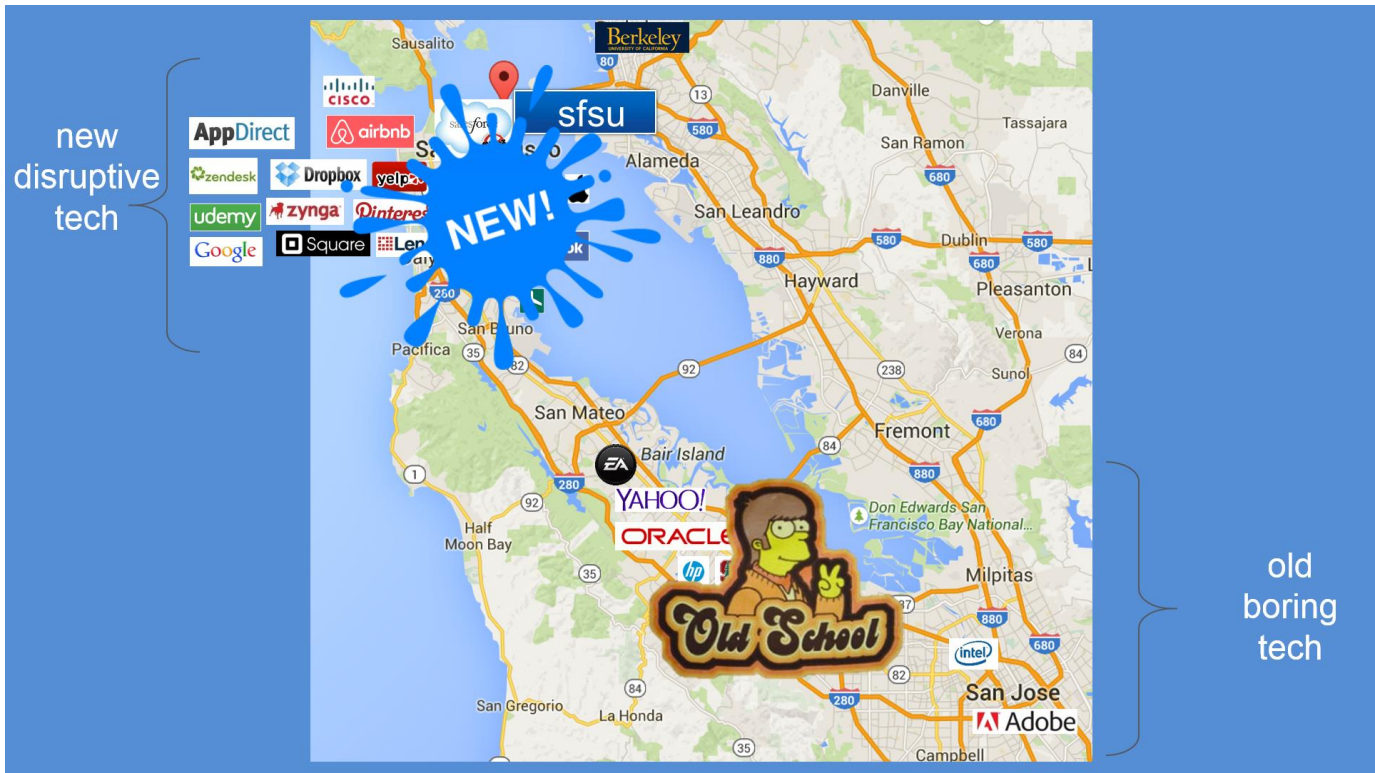 Berkeley
UNIVERSITY OF CALIFORNIA
Sausalito
80
CISCO
13
Danville
new
disruptive
tech
AppDirect
airbnb
salesforce
sfsu
580
Tassajara
San Ramon
Alameda
zendesk
Dropbox
yelp
680
udemy
zynga
Pinteres
NEW!
San Leandro
Google
Square
Len
ok
880
580
Dublin
580
680
Hayward
Pleasanton
280
San Bruno
Pacifica
35
82
92
238
Verona
84
Sunol
San Mateo
680
Fremont
84
880
EA
Bair Island
1
280
YAHOO!
92
Don Edwards San
Francisco Bay National...
Half
Moon Bay
ORACLE
35
hp
Milpitas
old
boring
tech
Old School
37
880
680
intel
82
84
280
San Jose
San Gregorio
La Honda
Adobe
35
Campbell